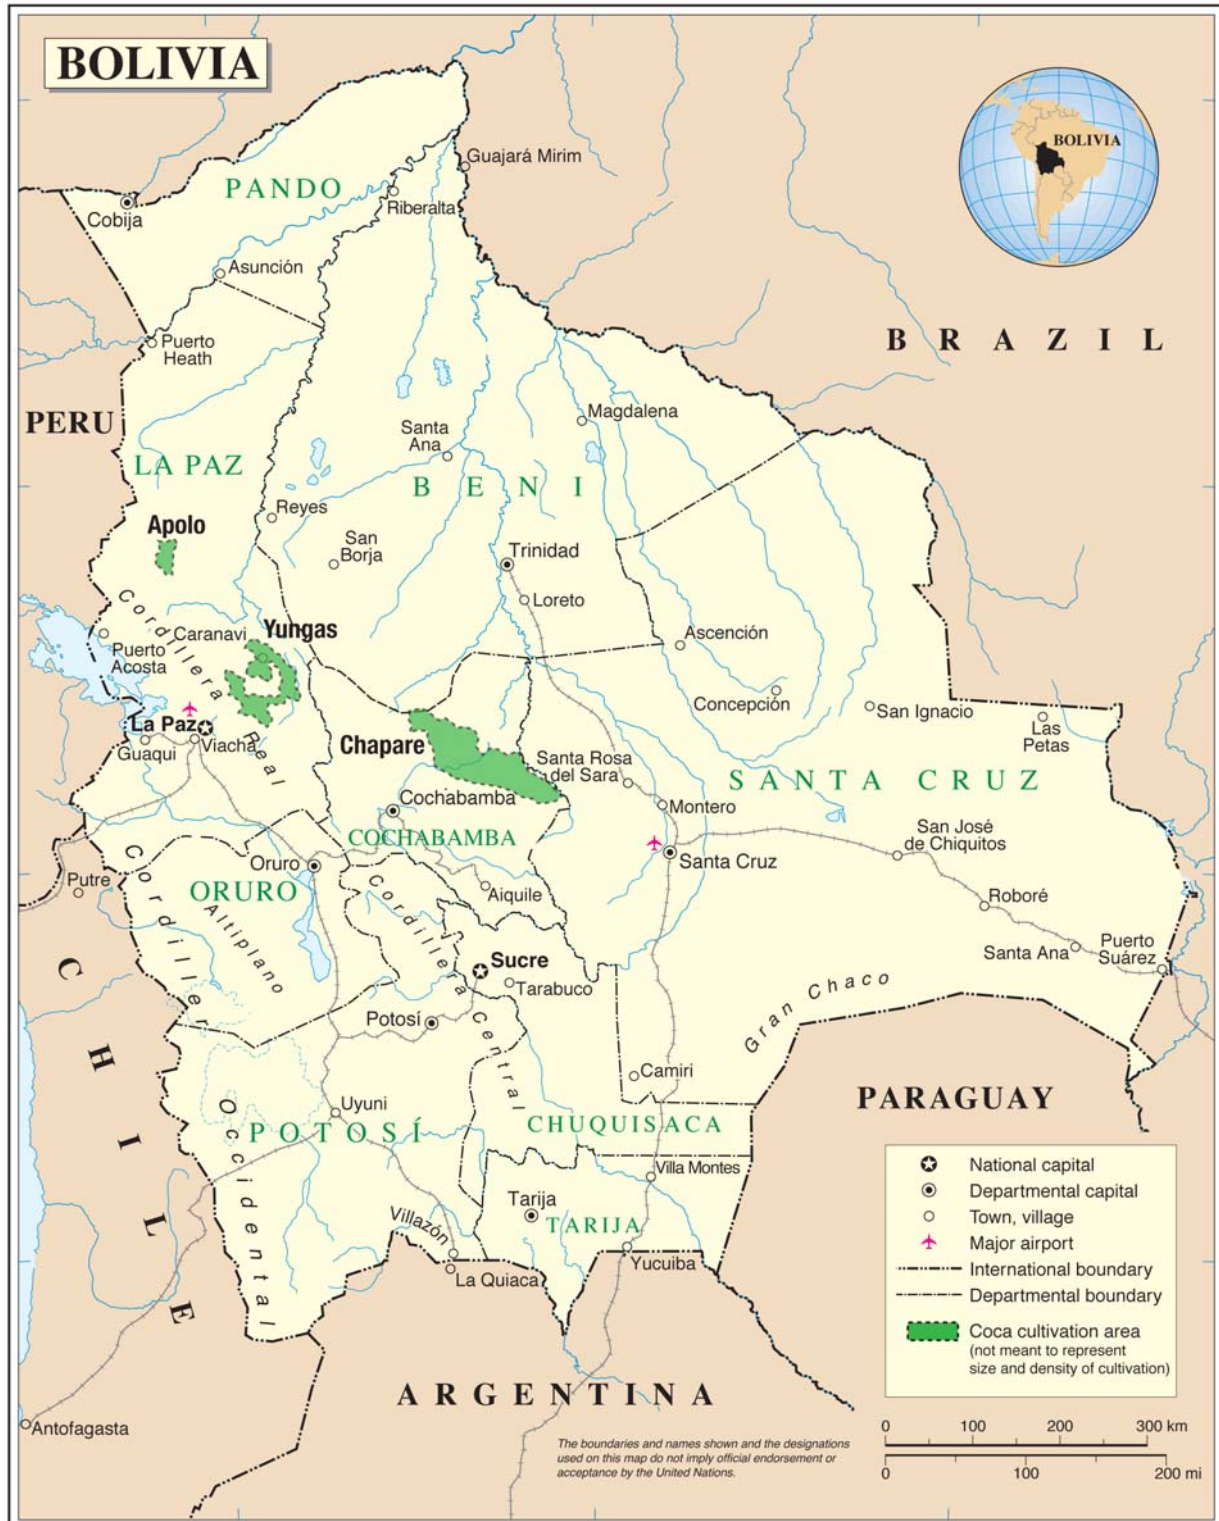 BOLIVIA
BOLIVIA
Guajará Mirim
PANDO
Riberalta
Cobija
Asunción
Puerto
Heath
BRAZIL
PERU
Magdalena
Santa
Ana
LA PAZ
BENI
Reyes
Apolo
San
Borja
Trinidad
Loreto
Cordillera Real
Caranavi
Yungas
Ascención
Puerto
Acosta
Concepción
San Ignacio
La Paz
Las
Petas
Viacha
Guaqui
Chapare
Santa Rosa
del Sara
SANTA CRUZ
Cochabamba
Montero
COCHABAMBA
San José
de Chiquitos
Oruro
Santa Cruz
Putre
ORURO
Aiquile
Roboré
Cordiller
Altiplano
Cordillera Central
Santa Ana
Puerto
Suárez
Sucre
Tarabuco
CHILE
Gran Chaco
Potosí
Camiri
PARAGUAY
Uyuni
Occidental
POTOSÍ
CHUQUISACA
Villa Montes
Tarija
TARIJA
Villazón
Yucuiba
La Quiaca
National capital
Departmental capital
Town, village
Major airport
International boundary
Departmental boundary
Coca cultivation area
(not meant to represent
size and density of cultivation)
ARGENTINA
Antofagasta
0 100 200 300 km
0 100 200 mi
The boundaries and names shown and the designations
used on this map do not imply official endorsement or
acceptance by the United Nations.